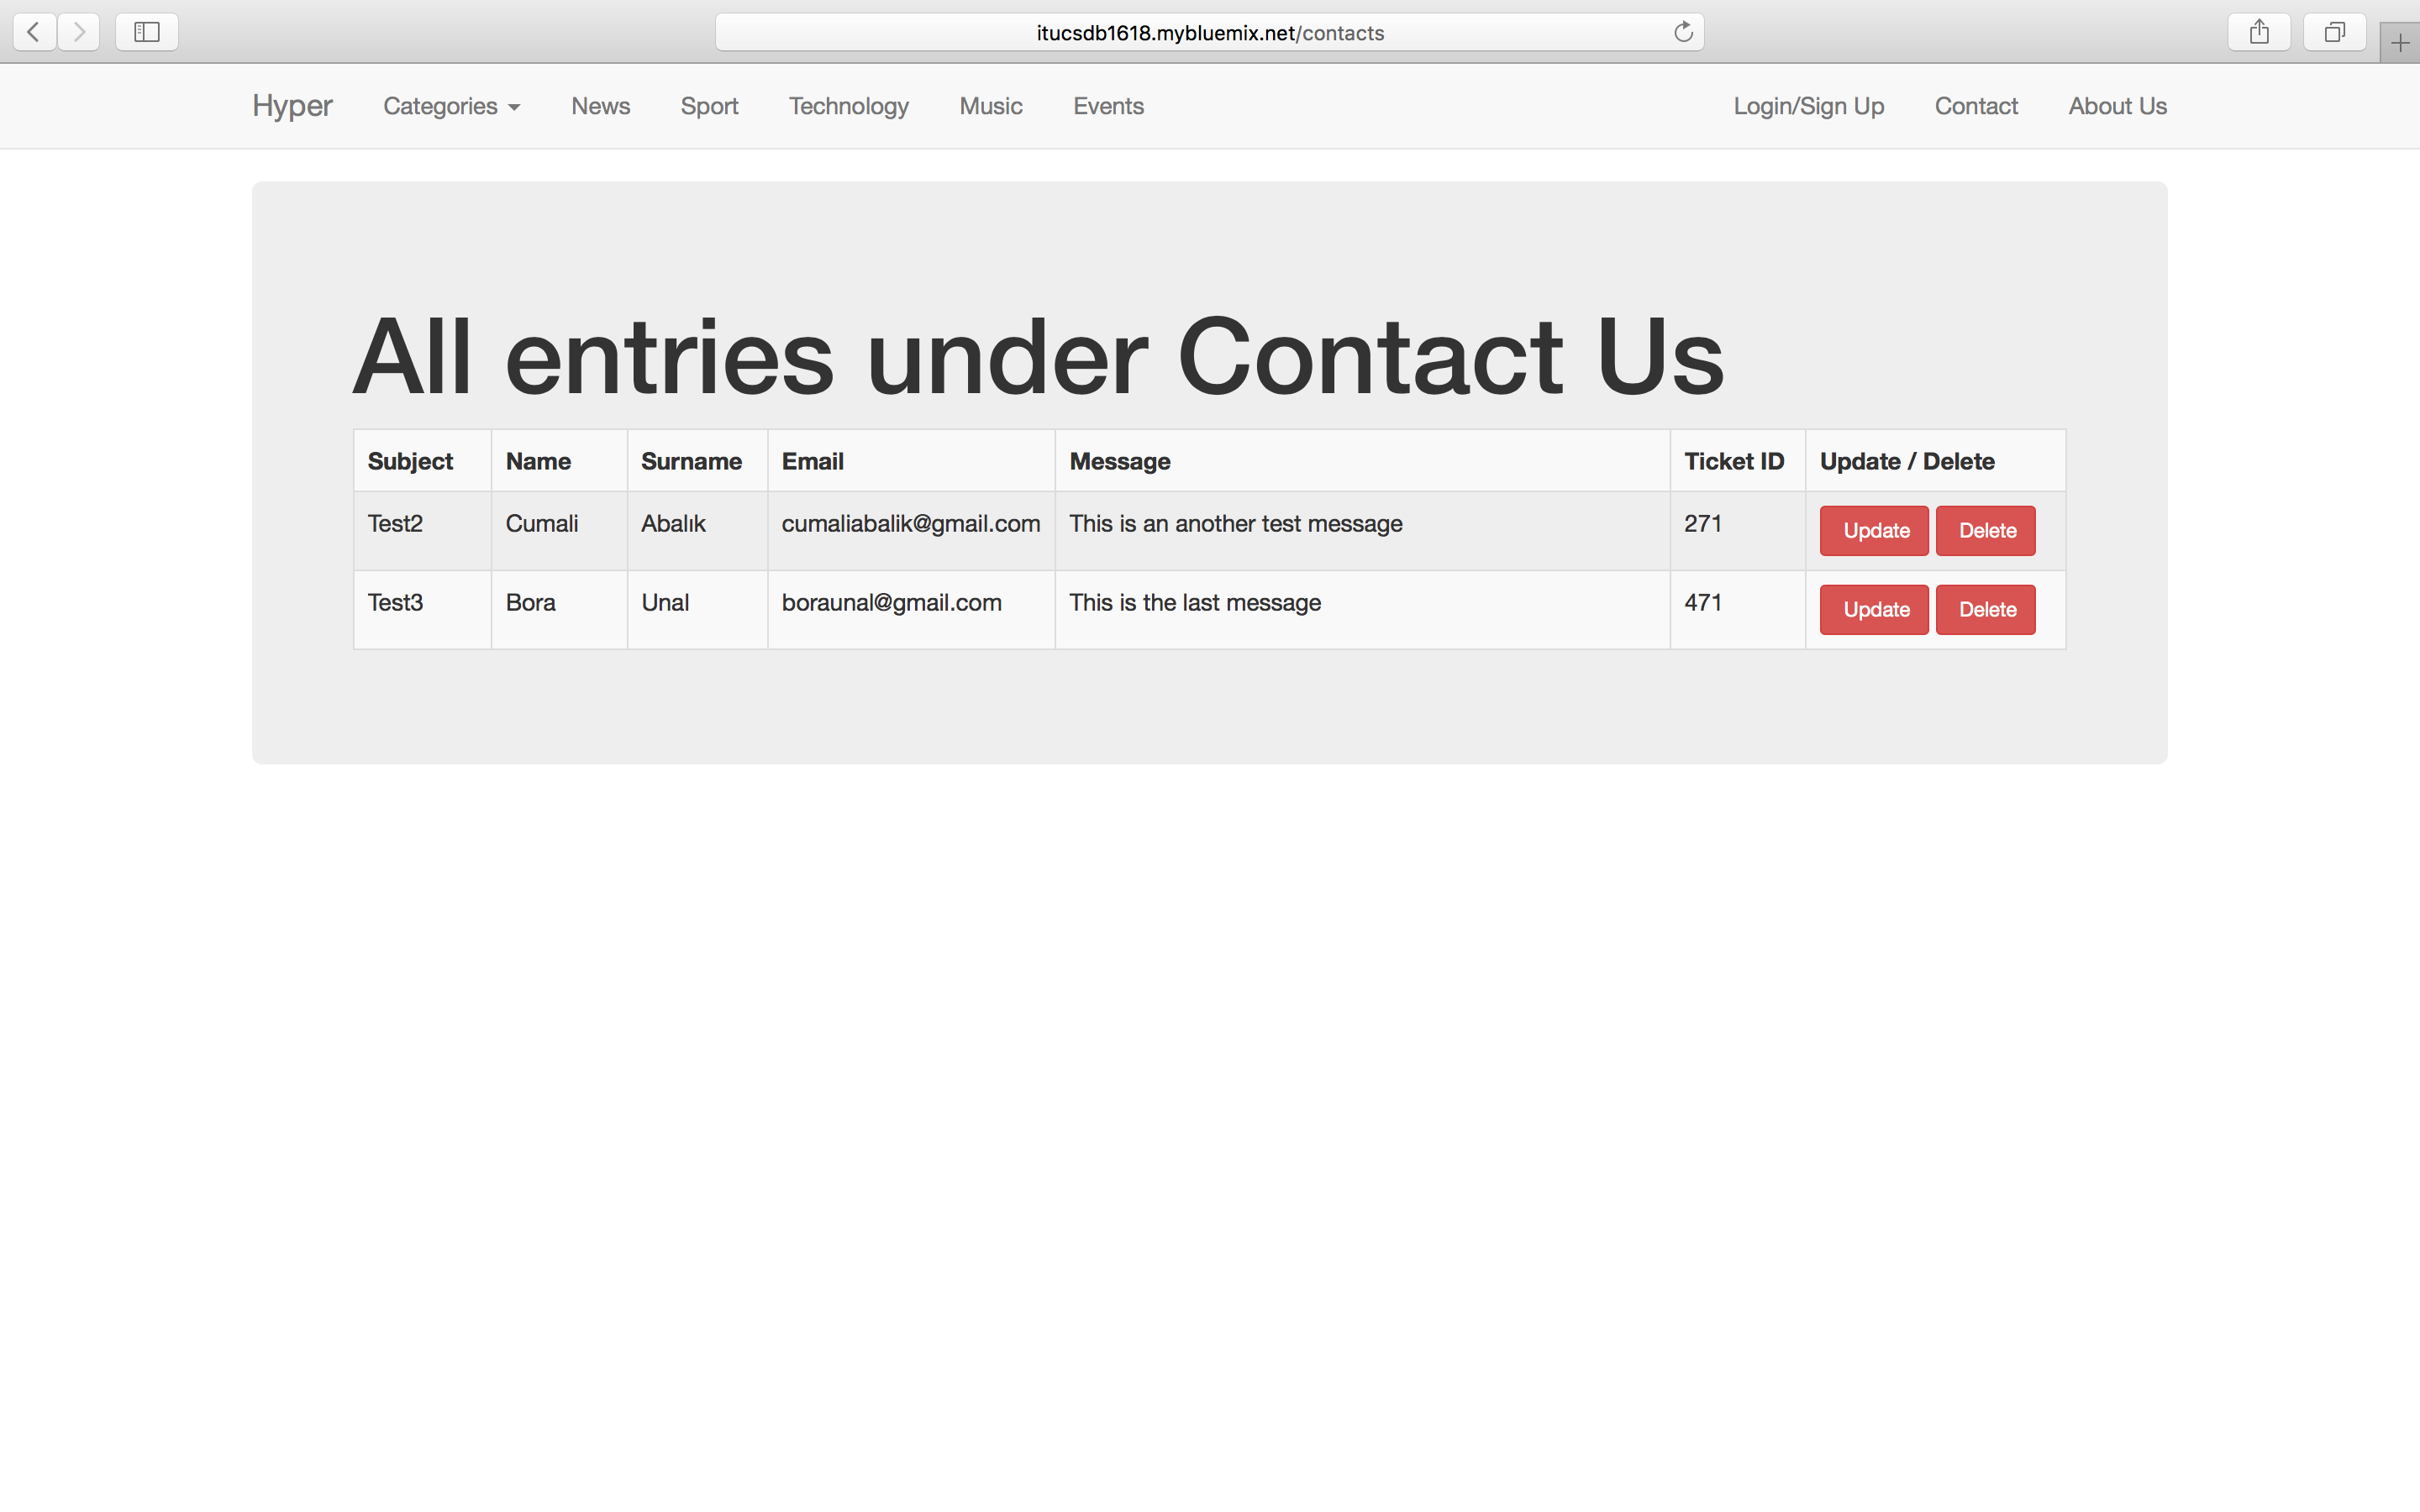 itucsdb1618.mybluemix.net/contacts
Hyper Categories News Sport Technology Music Events Login/Sign Up Contact About Us
All entries under Contact Us
Subject Name Surname Email Message Ticket ID Update / Delete
Test2 Cumali Abalık cumaliabalik@gmail.com This is an another test message 271 Update Delete
Test3 Bora Unal boraunal@gmail.com This is the last message 471 Update Delete